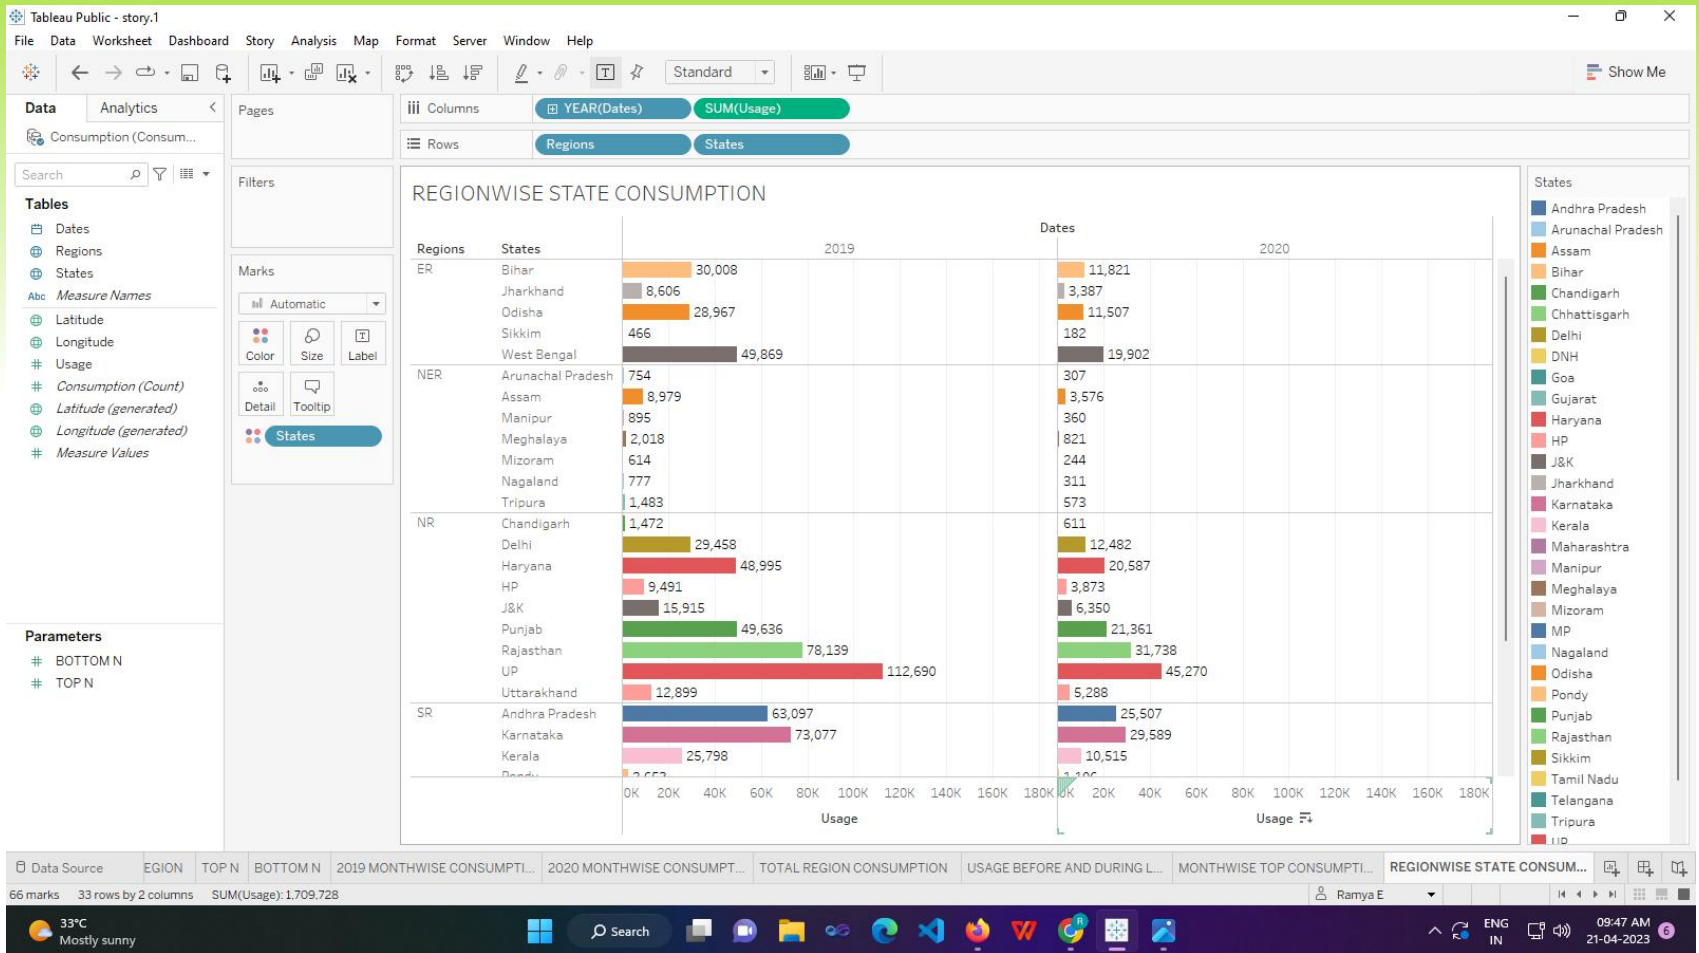 Tableau Public - story.1
File Data Worksheet Dashboard Story Analysis Map Format Server Window Help
Standard
Show Me
Data Analytics
Consumption (Consum...
Search
Tables
Dates
Regions
States
Abc Measure Names
Latitude
Longitude
Usage
Consumption (Count)
Latitude (generated)
Longitude (generated)
Measure Values
Parameters
BOTTOM N
TOP N
Pages
Filters
Marks
Automatic
Color Size Label
Detail Tooltip
States
Columns YEAR(Dates) SUM(Usage)
Rows Regions States
REGIONWISE STATE CONSUMPTION
Dates
Regions States 2019 2020
ER Bihar 30,008 11,821
Jharkhand 8,606 3,387
Odisha 28,967 11,507
Sikkim 466 182
West Bengal 49,869 19,902
NER Arunachal Pradesh 754 307
Assam 8,979 3,576
Manipur 895 360
Meghalaya 2,018 821
Mizoram 614 244
Nagaland 777 311
Tripura 1,483 573
NR Chandigarh 1,472 611
Delhi 29,458 12,482
Haryana 48,995 20,587
HP 9,491 3,873
J&K 15,915 6,350
Punjab 49,636 21,361
Rajasthan 78,139 31,738
UP 112,690 45,270
Uttarakhand 12,899 5,288
SR Andhra Pradesh 63,097 25,507
Karnataka 73,077 29,589
Kerala 25,798 10,515
0K 20K 40K 60K 80K 100K 120K 140K 160K 180K 0K 20K 40K 60K 80K 100K 120K 140K 160K 180K
Usage Usage
States
Andhra Pradesh
Arunachal Pradesh
Assam
Bihar
Chandigarh
Chhattisgarh
Delhi
DNH
Goa
Gujarat
Haryana
HP
J&K
Jharkhand
Karnataka
Kerala
Maharashtra
Manipur
Meghalaya
Mizoram
MP
Nagaland
Odisha
Pondy
Punjab
Rajasthan
Sikkim
Tamil Nadu
Telangana
Tripura
UP
Data Source EGION TOP N BOTTOM N 2019 MONTHWISE CONSUMPTI... 2020 MONTHWISE CONSUMPT... TOTAL REGION CONSUMPTION USAGE BEFORE AND DURING L... MONTHWISE TOP CONSUMPTI... REGIONWISE STATE CONSUM...
66 marks 33 rows by 2 columns SUM(Usage): 1,709,728 Ramya E
33°C
Mostly sunny
Search
R
ENG
IN
09:47 AM
21-04-2023
6